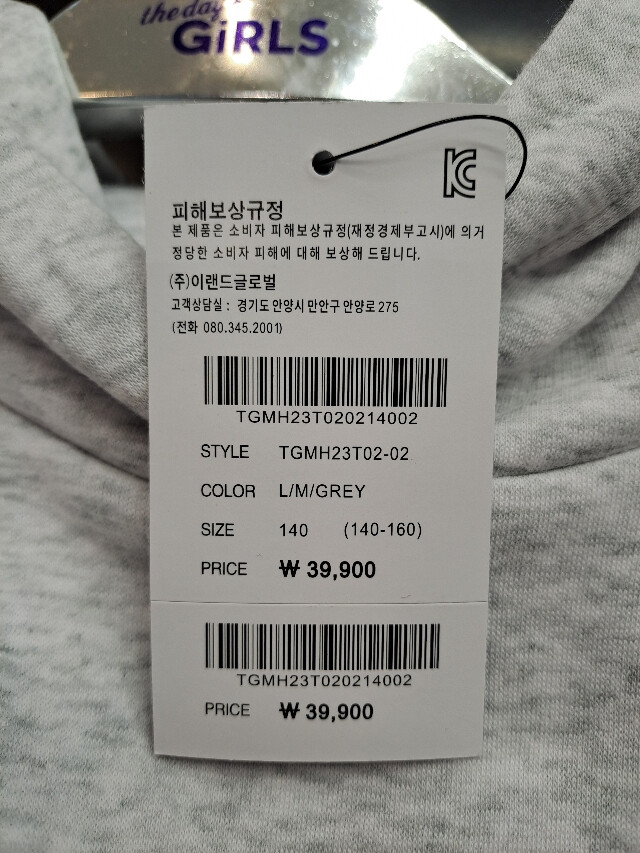 the day
GiRLS
KC
피해보상규정
본 제품은 소비자 피해보상규정(재정경제부고시)에 의거
정당한 소비자 피해에 대해 보상해 드립니다.
(주)이랜드글로벌
고객상담실 : 경기도 안양시 만안구 안양로 275
(전화 080.345.2001)
TGMH23T020214002
STYLE TGMH23T02-02
COLOR L/M/GREY
SIZE 140 (140-160)
PRICE ₩ 39,900
TGMH23T020214002
PRICE ₩ 39,900